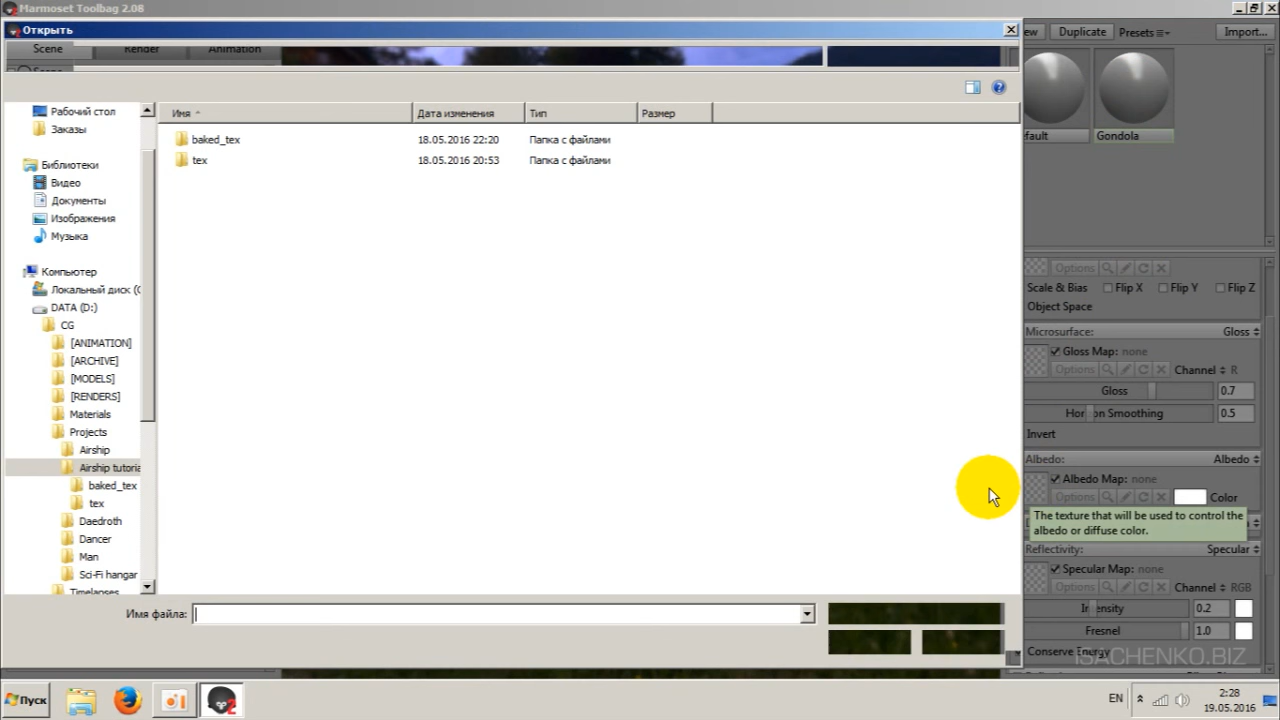 Marmoset Toolbag 2.08
Открыть
Scene
Render
Animation
Scene
ew
Duplicate
Presets
Import...
Имя
Дата изменения
Тип
Размер
baked_tex
18.05.2016 22:20
Папка с файлами
tex
18.05.2016 20:53
Папка с файлами
Рабочий стол
Заказы
Библиотеки
Видео
Документы
Изображения
Музыка
Компьютер
Локальный диск (C
DATA (D:)
CG
[ANIMATION]
[ARCHIVE]
[MODELS]
[RENDERS]
Materials
Projects
Airship
Airship tutoria
baked_tex
tex
Daedroth
Dancer
Man
Sci-Fi hangar
Timelapses
Имя файла:
efault
Gondola
Options
Scale & Bias
Flip X
Flip Y
Flip Z
Object Space
Microsurface:
Gloss
Gloss Map: none
Options
Channel
R
Gloss
0.7
Horizon Smoothing
0.5
Invert
Albedo:
Albedo
Albedo Map: none
Options
Color
The texture that will be used to control the
albedo or diffuse color.
Reflectivity:
Specular
Specular Map: none
Options
Channel
RGB
Intensity
0.2
Fresnel
1.0
Conserve Energy
ISACHENKO.BIZ
Пуск
EN
2:28
19.05.2016